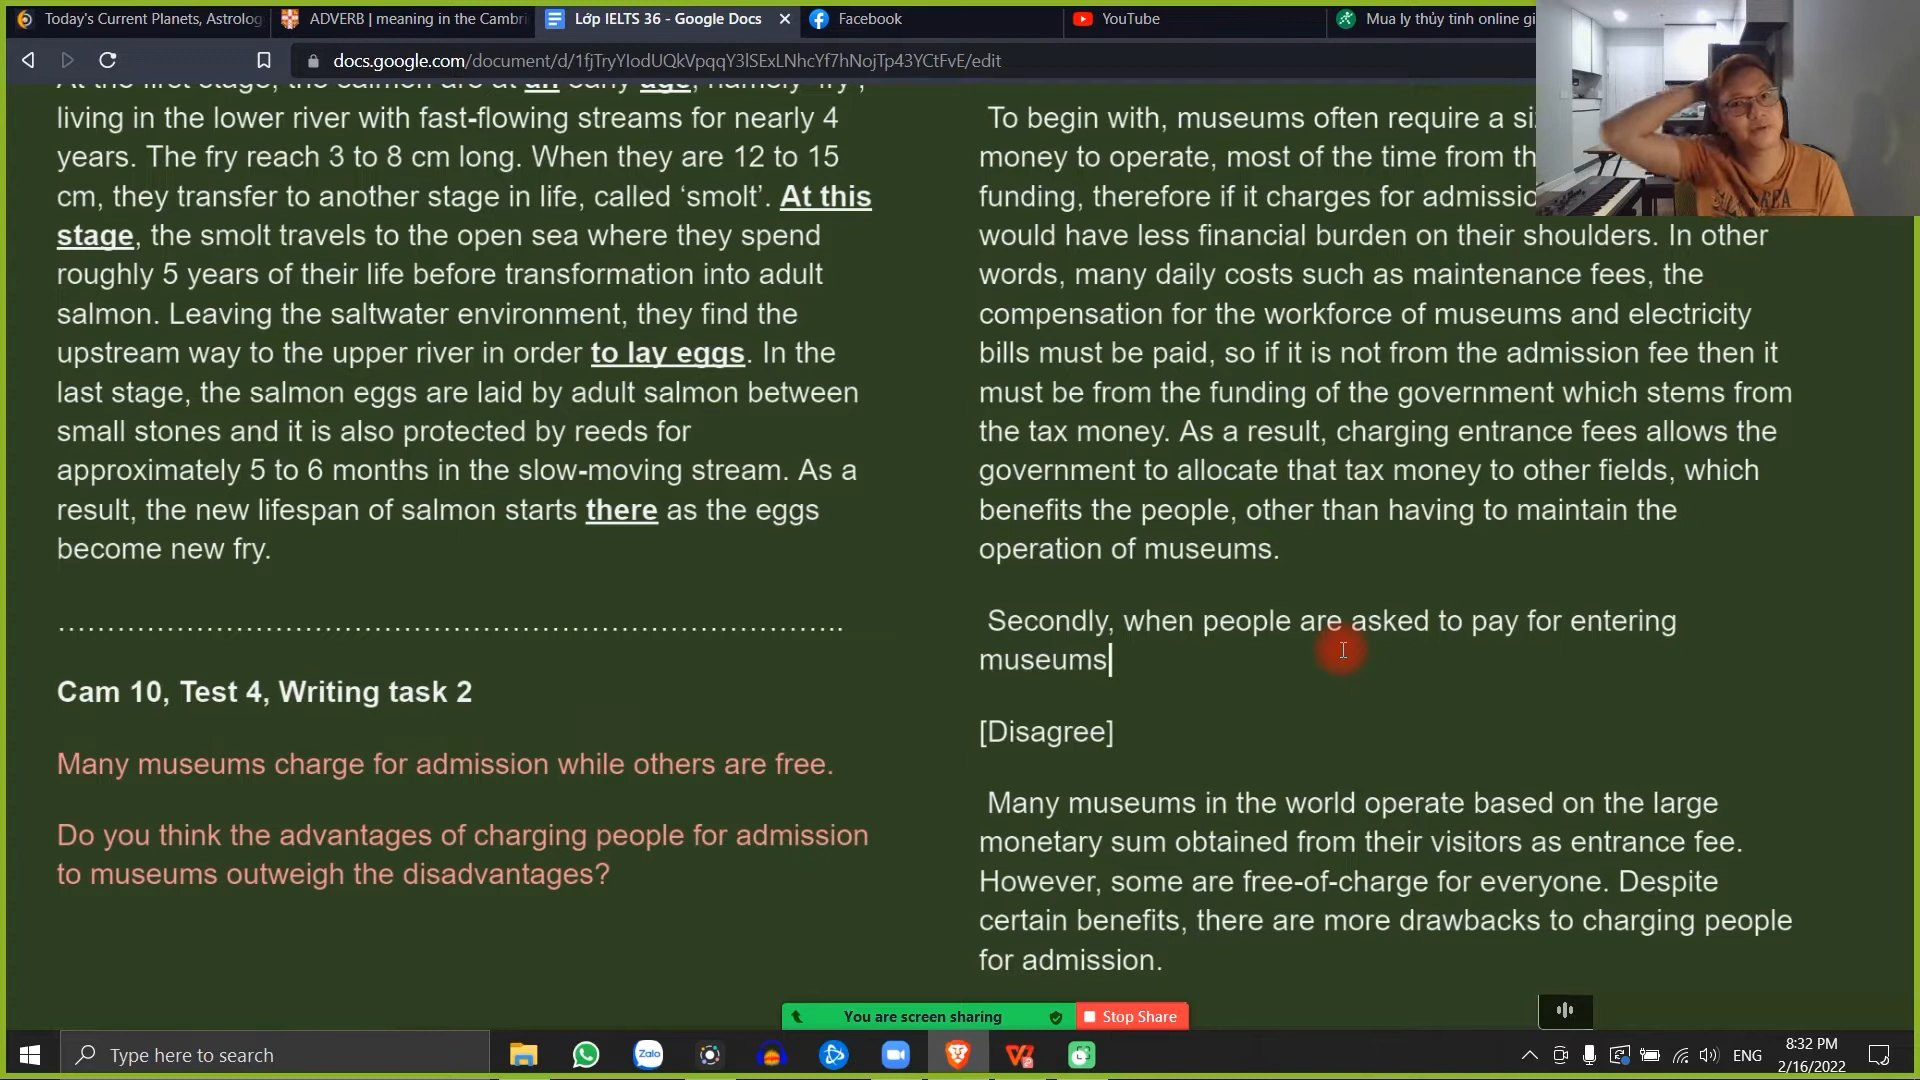 Today's Current Planets, Astrolog
ADVERB | meaning in the Cambri
Lớp IELTS 36 - Google Docs
Facebook
YouTube
Mua ly thủy tinh online gi
docs.google.com/document/d/1fjTryYIodUQkVpqqY3lSExLNhcYf7hNojTp43YCtFvE/edit
At the first stage, the salmon are at an early age, namely 'fry',
living in the lower river with fast-flowing streams for nearly 4
years. The fry reach 3 to 8 cm long. When they are 12 to 15
cm, they transfer to another stage in life, called ‘smolt’. At this
stage, the smolt travels to the open sea where they spend
roughly 5 years of their life before transformation into adult
salmon. Leaving the saltwater environment, they find the
upstream way to the upper river in order to lay eggs. In the
last stage, the salmon eggs are laid by adult salmon between
small stones and it is also protected by reeds for
approximately 5 to 6 months in the slow-moving stream. As a
result, the new lifespan of salmon starts there as the eggs
become new fry.
…………………………………………………………………..
Cam 10, Test 4, Writing task 2
Many museums charge for admission while others are free.
Do you think the advantages of charging people for admission
to museums outweigh the disadvantages?
To begin with, museums often require a
money to operate, most of the time from
funding, therefore if it charges for
would have less financial burden on their shoulders. In other
words, many daily costs such as maintenance fees, the
compensation for the workforce of museums and electricity
bills must be paid, so if it is not from the admission fee then it
must be from the funding of the government which stems from
the tax money. As a result, charging entrance fees allows the
government to allocate that tax money to other fields, which
benefits the people, other than having to maintain the
operation of museums.
Secondly, when people are asked to pay for entering
museums
[Disagree]
Many museums in the world operate based on the large
monetary sum obtained from their visitors as entrance fee.
However, some are free-of-charge for everyone. Despite
certain benefits, there are more drawbacks to charging people
for admission.
You are screen sharing
Stop Share
Type here to search
Zalo
ENG
8:32 PM
2/16/2022